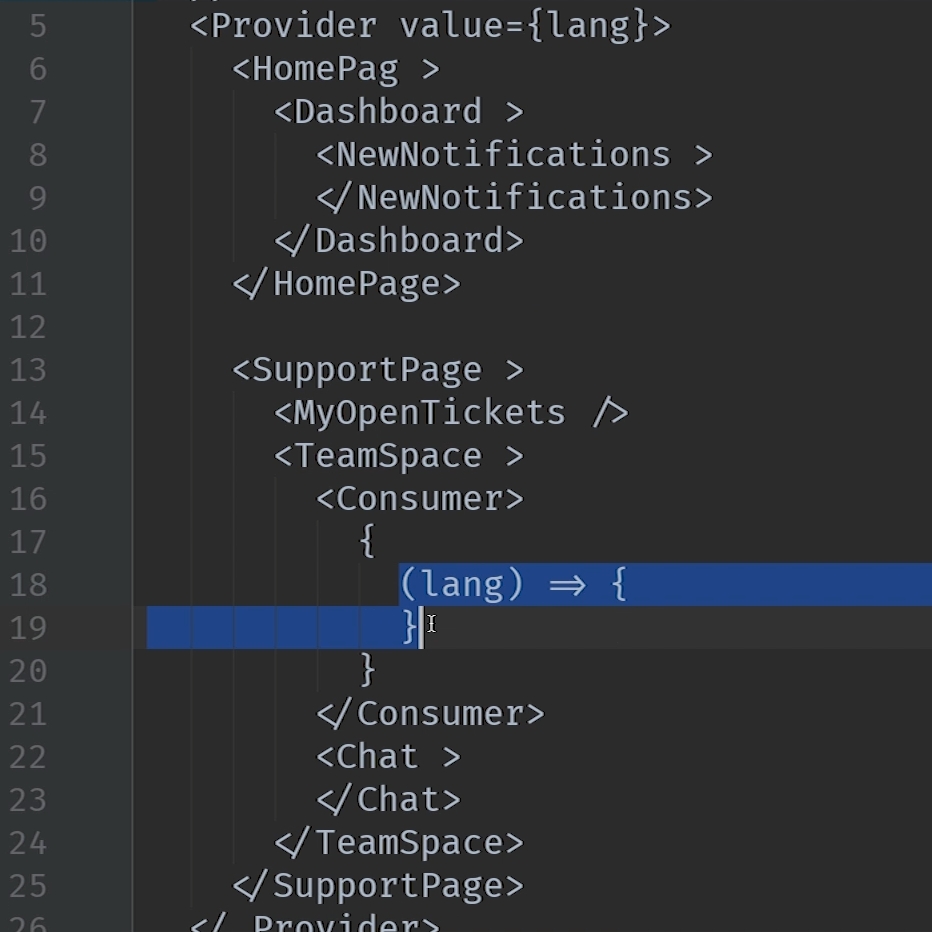 5 <Provider value={lang}>
6 <HomePag >
7 <Dashboard >
8 <NewNotifications >
9 </NewNotifications>
10 </Dashboard>
11 </HomePage>
12
13 <SupportPage >
14 <MyOpenTickets />
15 <TeamSpace >
16 <Consumer>
17 {
18 (lang) => {
19 }
20 }
21 </Consumer>
22 <Chat >
23 </Chat>
24 </TeamSpace>
25 </SupportPage>
26 </ Provider>